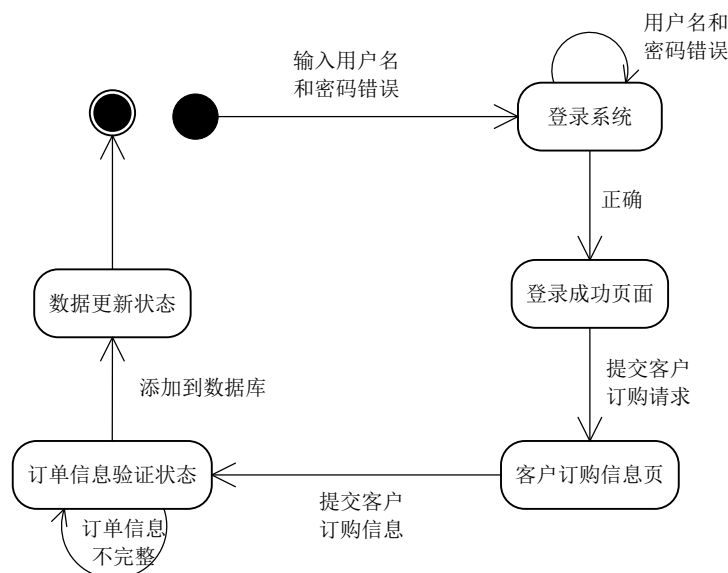 用户名和
密码错误
输入用户名
和密码错误
登录系统
正确
数据更新状态
登录成功页面
提交客户
订购请求
添加到数据库
订单信息验证状态
客户订购信息页
提交客户
订购信息
订单信息
不完整